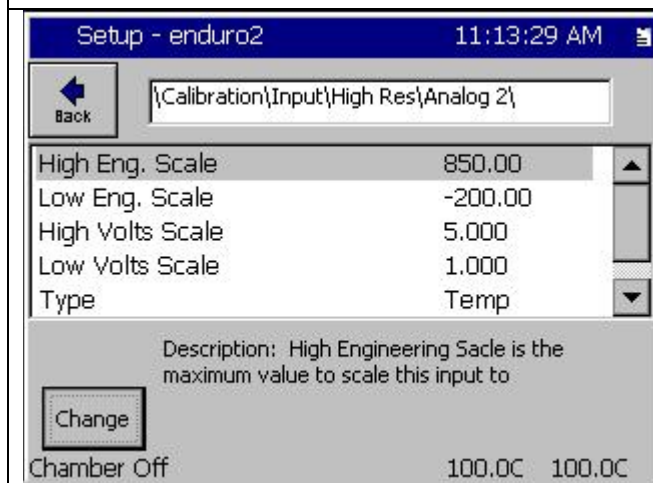 Setup - enduro2 11:13:29 AM
Back
\Calibration\Input\High Res\Analog 2\
High Eng. Scale 850.00
Low Eng. Scale -200.00
High Volts Scale 5.000
Low Volts Scale 1.000
Type Temp
Description: High Engineering Sacle is the
maximum value to scale this input to
Change
Chamber Off 100.0C 100.0C